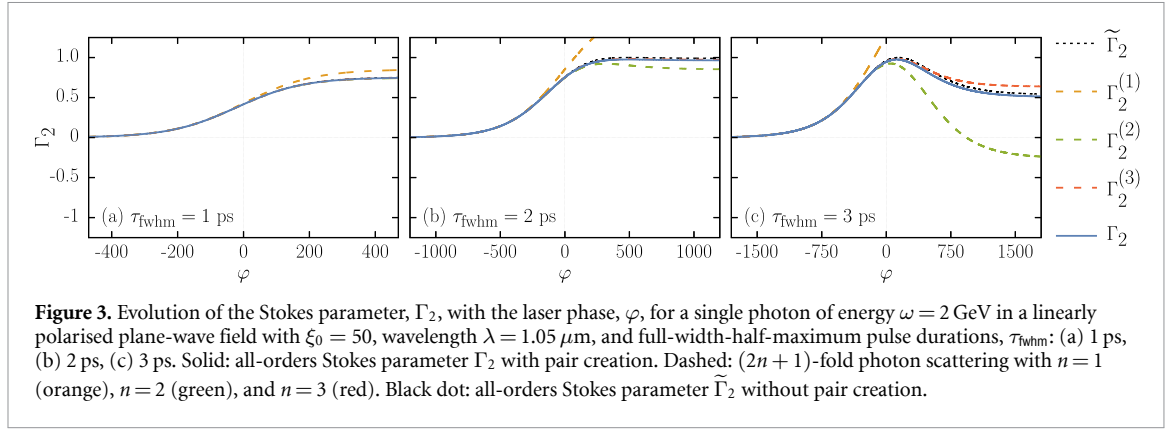 1.0
0.5
0
-0.5
-1
Γ₂
(a) τ_fwhm = 1 ps
-400 -200 0 200 400
φ
(b) τ_fwhm = 2 ps
-1000 -500 0 500 1000
φ
(c) τ_fwhm = 3 ps
-1500 -750 0 750 1500
φ
Γ̃₂
Γ₂⁽¹⁾
Γ₂⁽²⁾
Γ₂⁽³⁾
Γ₂
Figure 3. Evolution of the Stokes parameter, Γ₂, with the laser phase, φ, for a single photon of energy ω = 2 GeV in a linearly
polarised plane-wave field with ξ₀ = 50, wavelength λ = 1.05 μm, and full-width-half-maximum pulse durations, τ_fwhm: (a) 1 ps,
(b) 2 ps, (c) 3 ps. Solid: all-orders Stokes parameter Γ₂ with pair creation. Dashed: (2n + 1)-fold photon scattering with n = 1
(orange), n = 2 (green), and n = 3 (red). Black dot: all-orders Stokes parameter Γ̃₂ without pair creation.